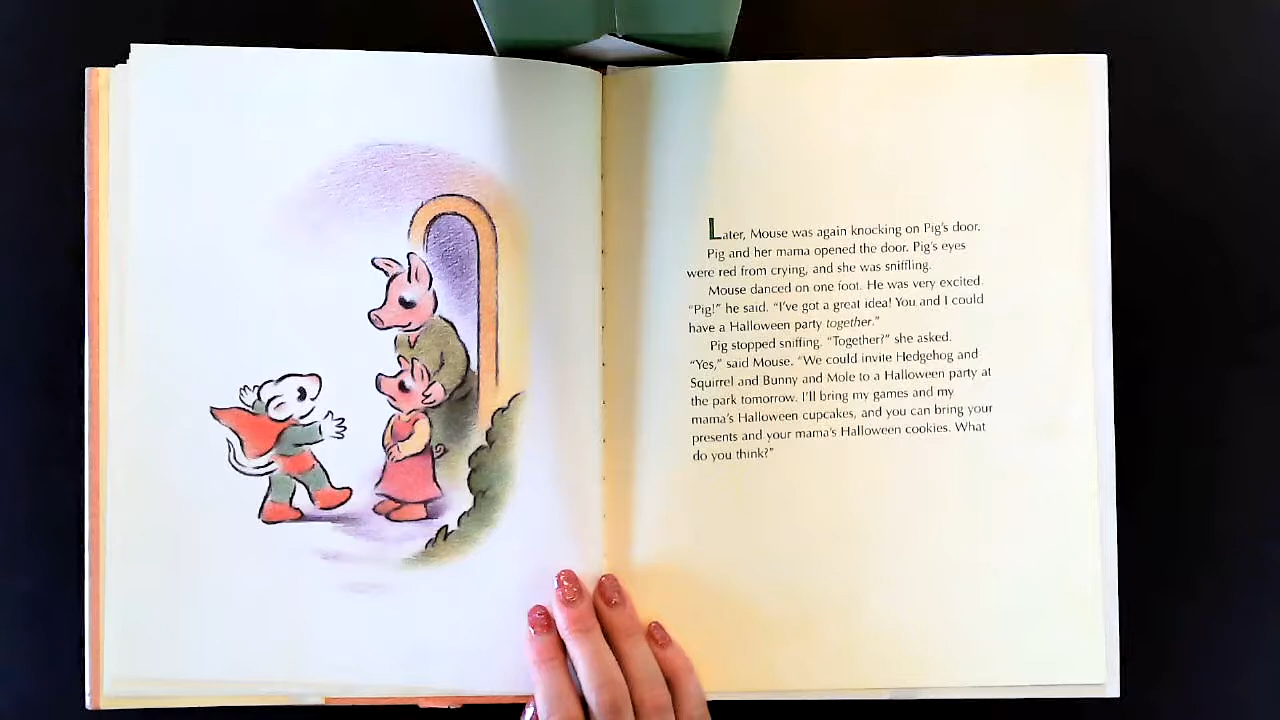 Later, Mouse was again knocking on Pig's door.
Pig and her mama opened the door. Pig's eyes
were red from crying, and she was sniffling.
Mouse danced on one foot. He was very excited.
"Pig!" he said. "I've got a great idea! You and I could
have a Halloween party together."
Pig stopped sniffing. "Together?" she asked.
"Yes," said Mouse. "We could invite Hedgehog and
Squirrel and Bunny and Mole to a Halloween party at
the park tomorrow. I'll bring my games and my
mama's Halloween cupcakes, and you can bring your
presents and your mama's Halloween cookies. What
do you think?"